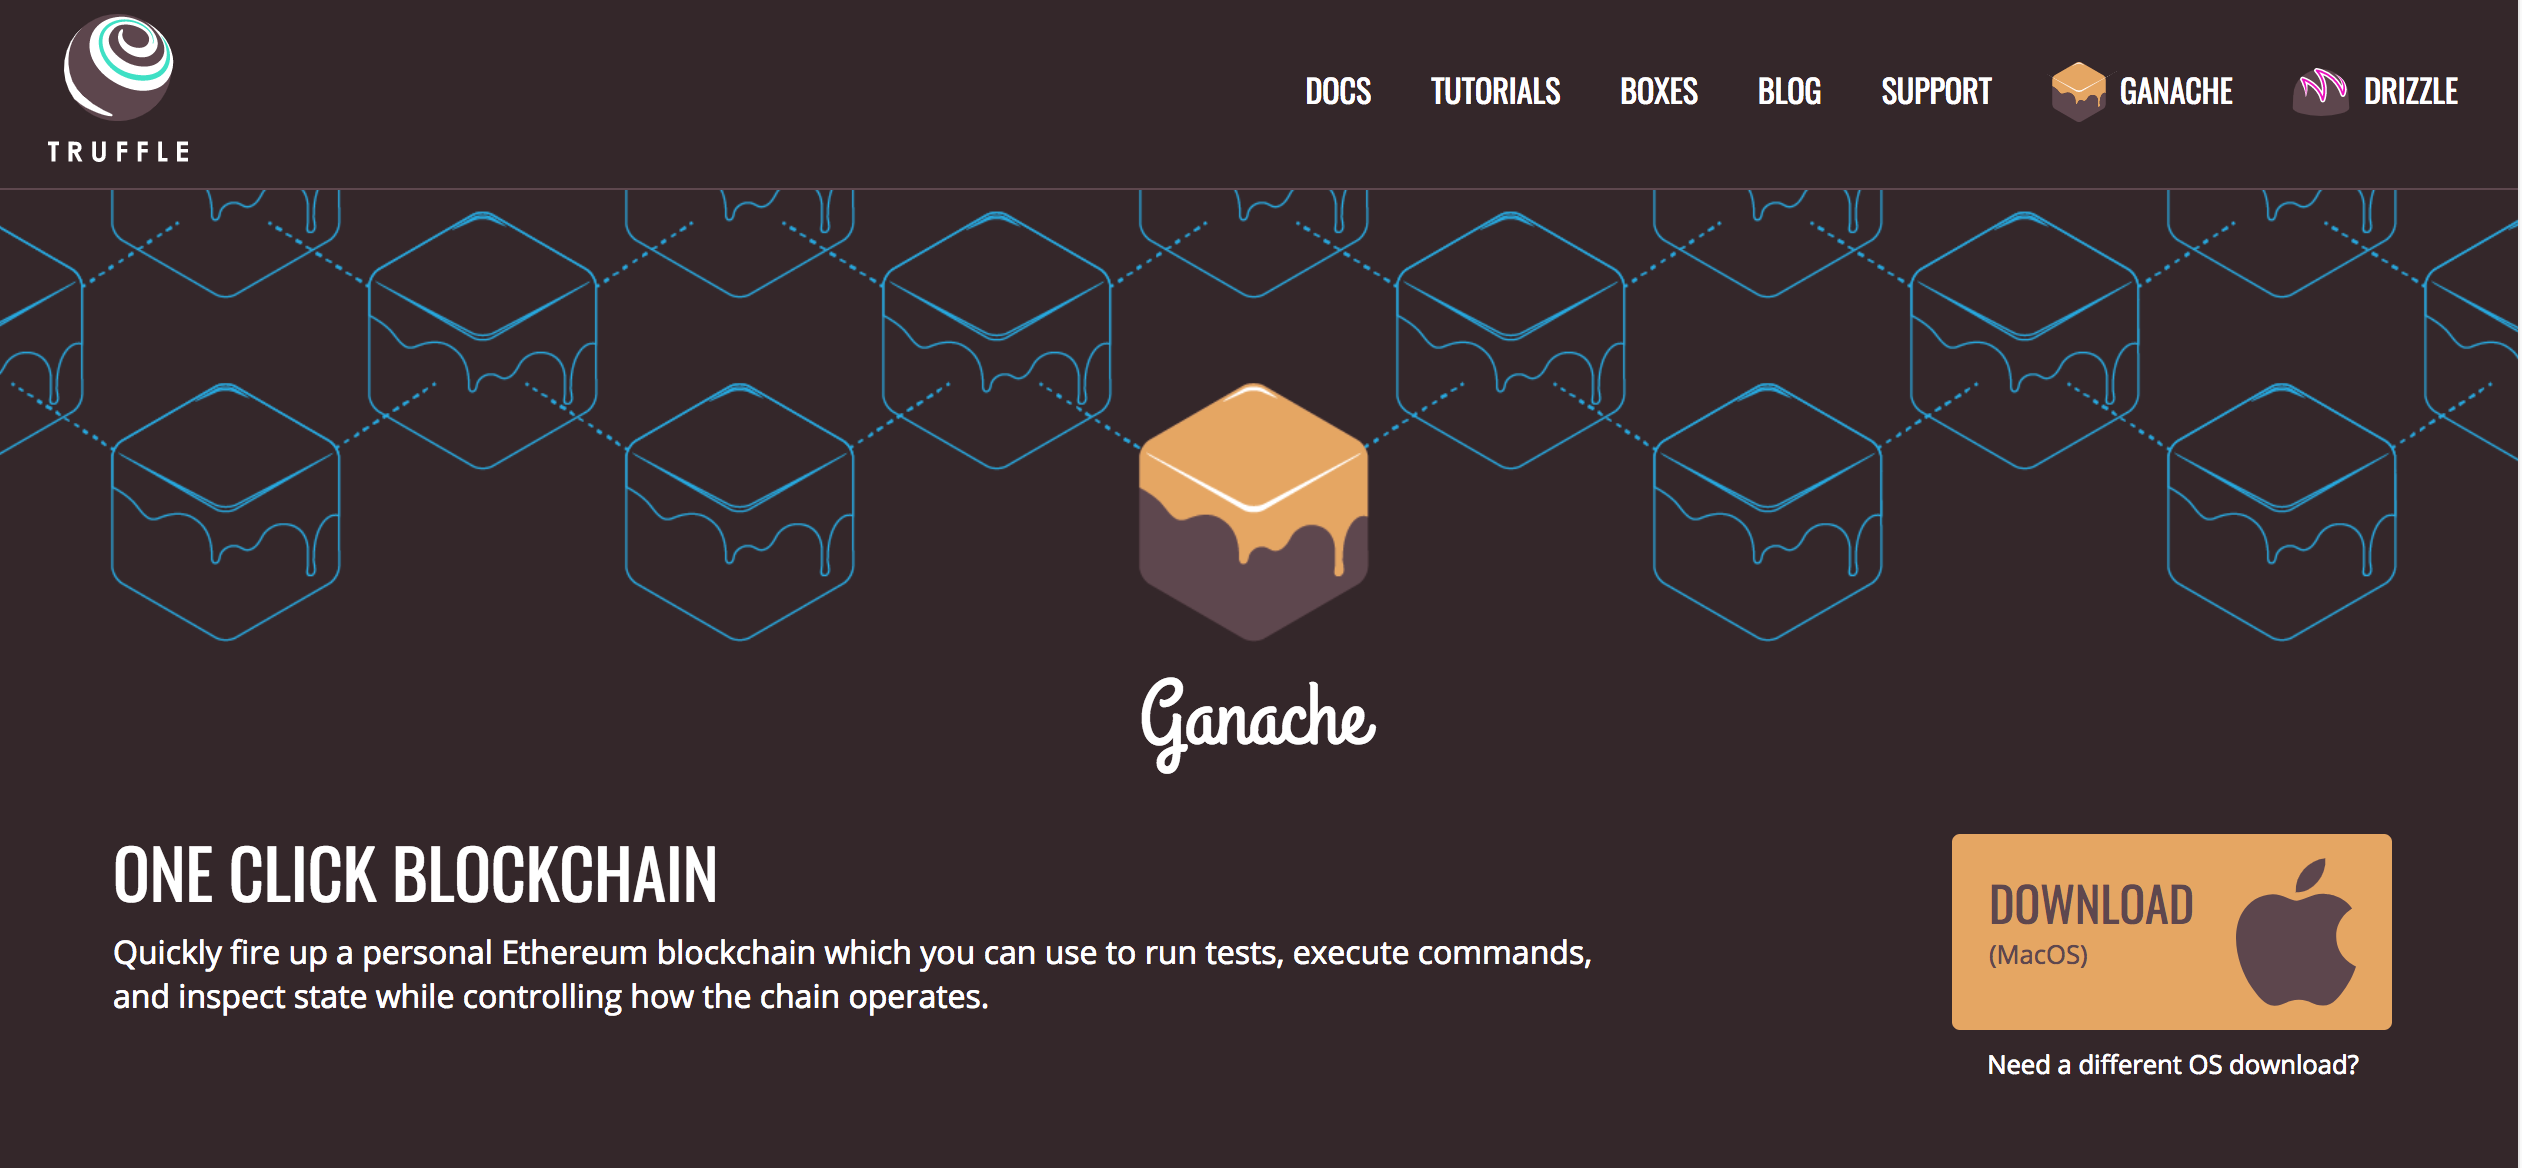 TRUFFLE
DOCS TUTORIALS BOXES BLOG SUPPORT GANACHE DRIZZLE
Ganache
ONE CLICK BLOCKCHAIN
Quickly fire up a personal Ethereum blockchain which you can use to run tests, execute commands,
and inspect state while controlling how the chain operates.
DOWNLOAD
(MacOS)
Need a different OS download?